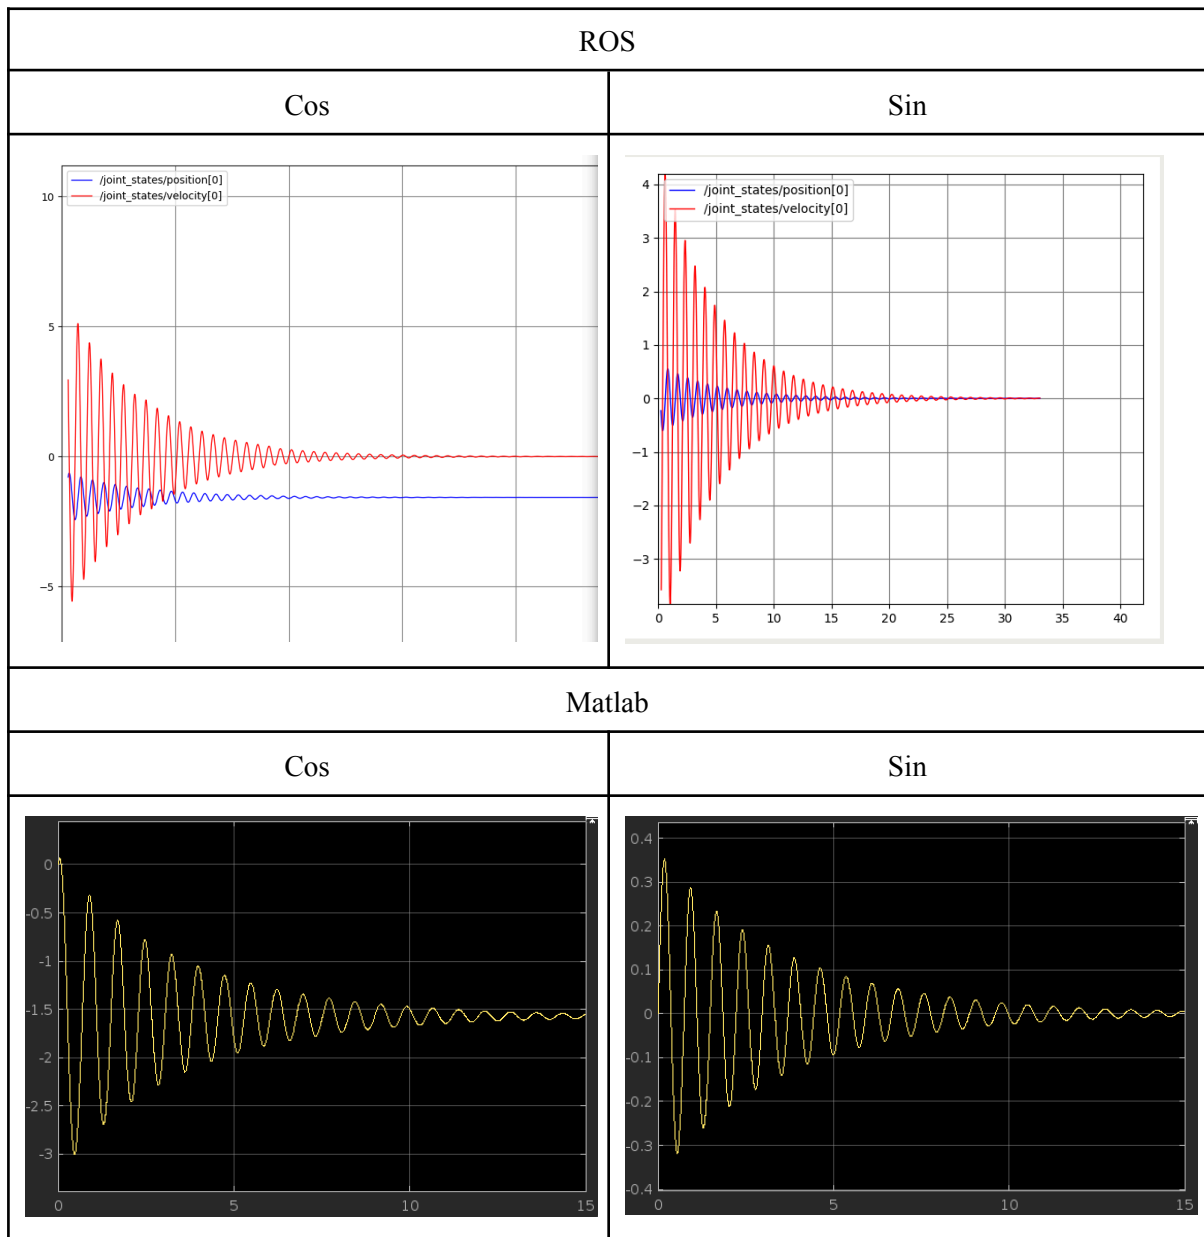 ROS
Cos
Sin
/joint_states/position[0]
/joint_states/velocity[0]
10
5
0
−5
/joint_states/position[0]
/joint_states/velocity[0]
4
3
2
1
0
−1
−2
−3
0 5 10 15 20 25 30 35 40
Matlab
Cos
Sin
0
-0.5
-1
-1.5
-2
-2.5
-3
0 5 10 15
0.4
0.3
0.2
0.1
0
-0.1
-0.2
-0.3
-0.4
0 5 10 15